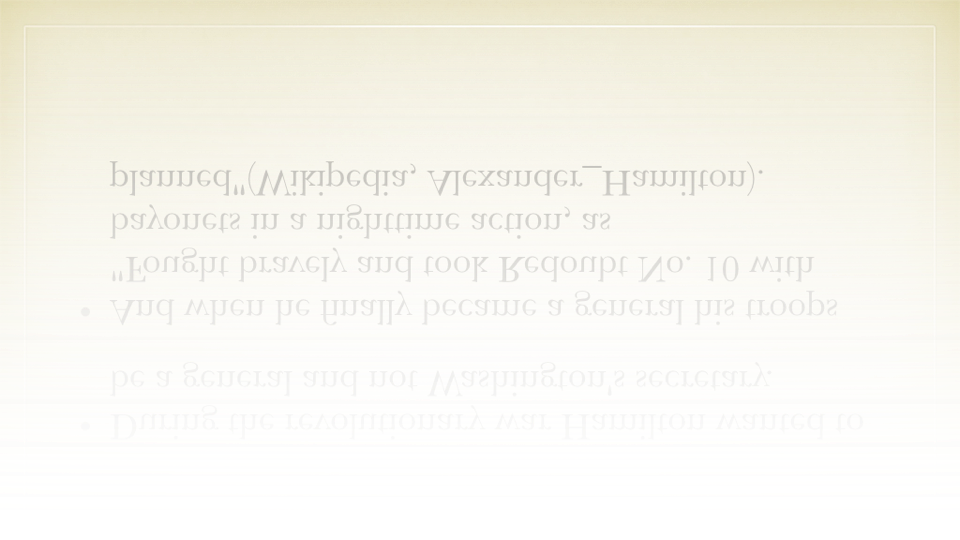 • During the revolutionary war Hamilton wanted to
be a general and not Washington's secretary.
• And when he finally became a general his troops
"Fought bravely and took Redoubt No. 10 with
bayonets in a nighttime action, as
planned"(Wikipedia, Alexander_Hamilton).